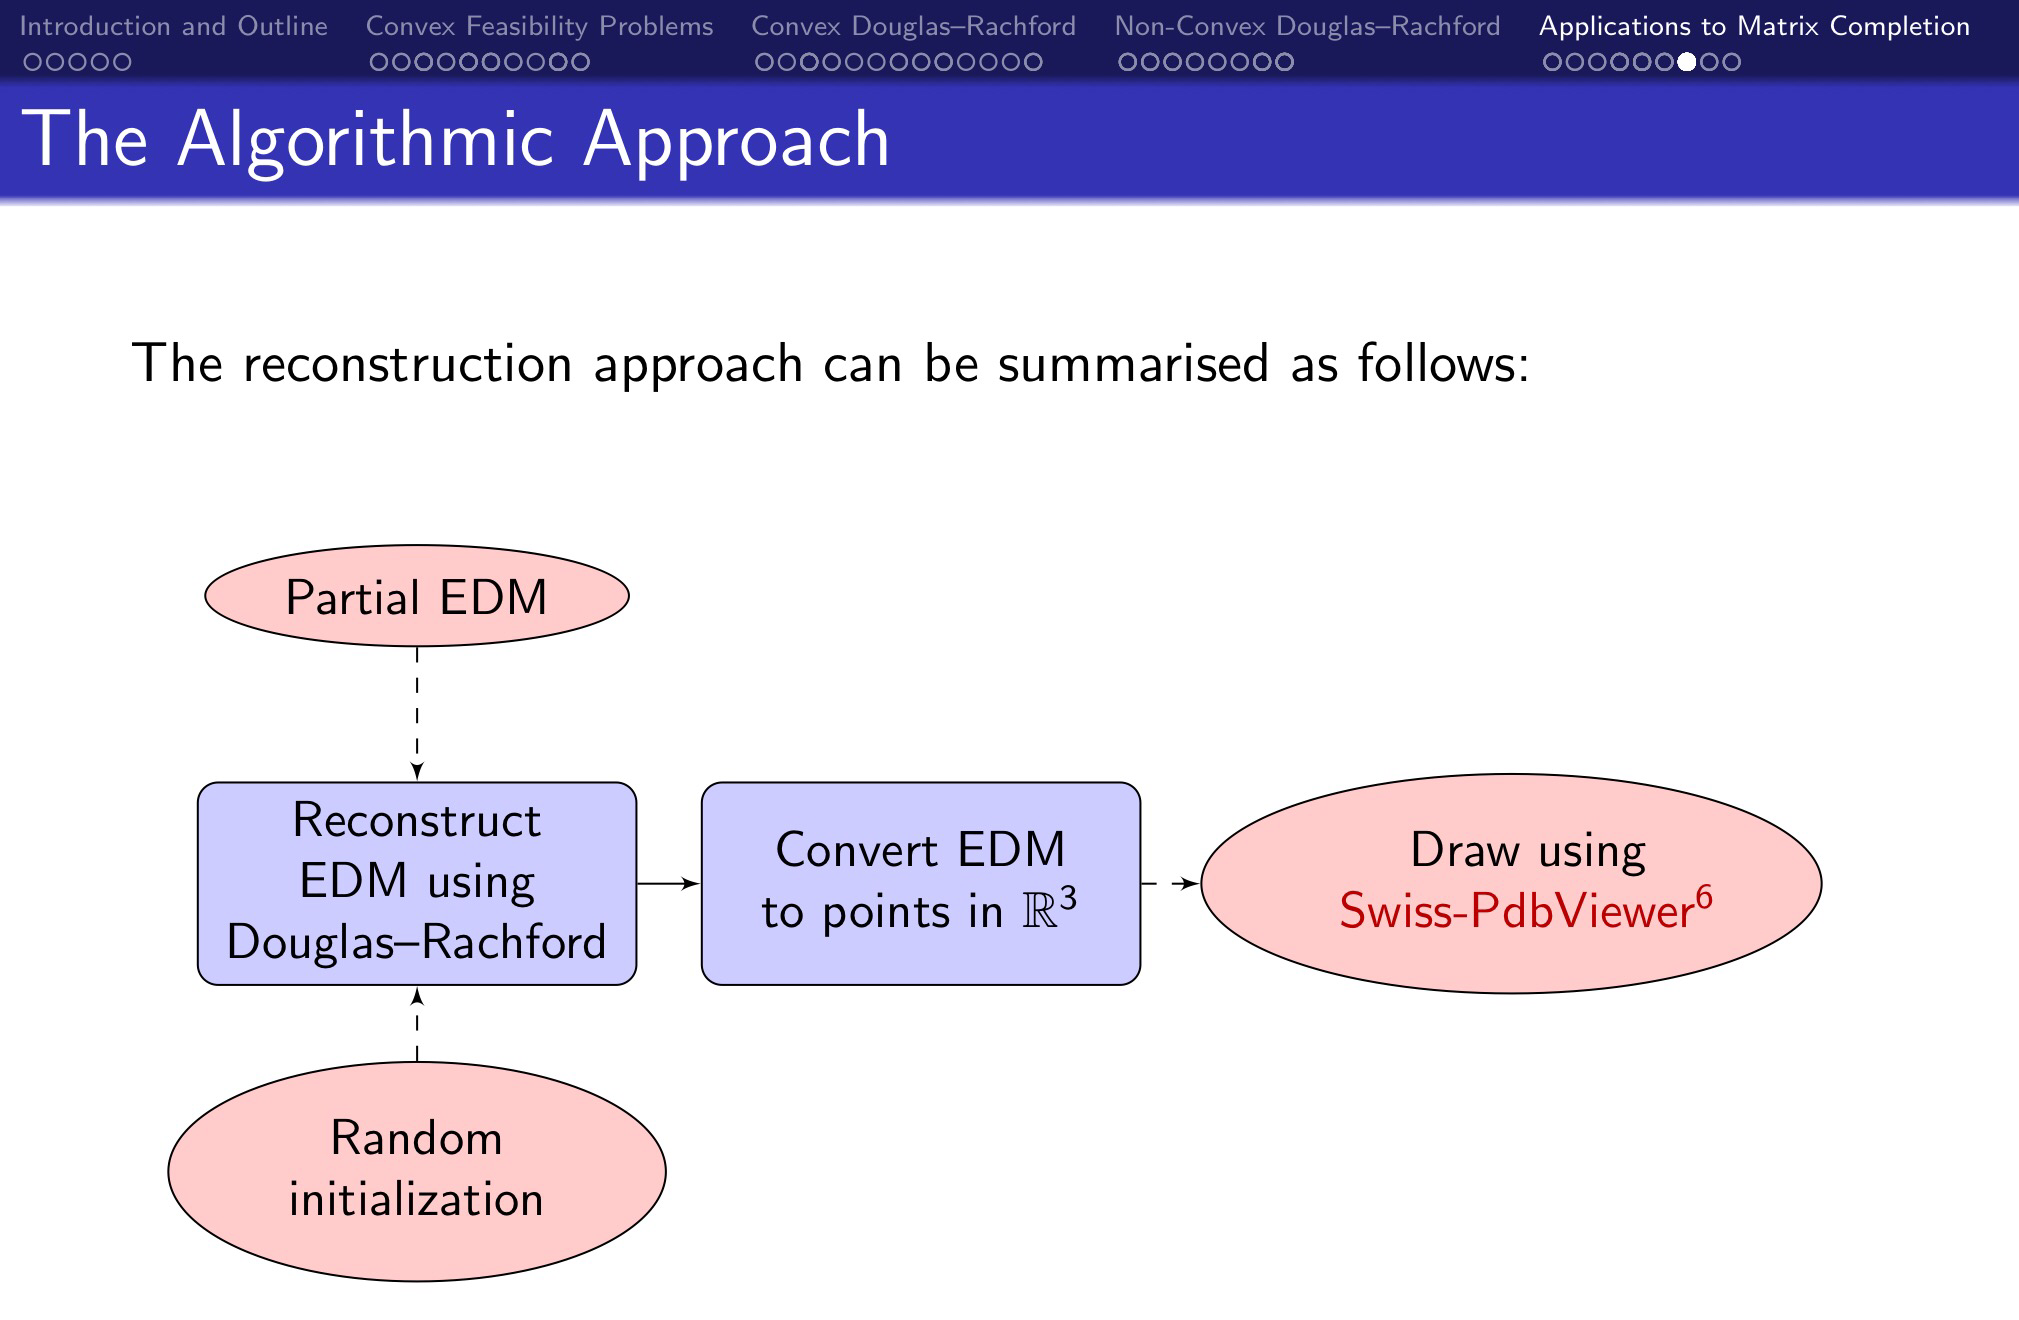 Introduction and Outline
Convex Feasibility Problems
Convex Douglas–Rachford
Non-Convex Douglas–Rachford
Applications to Matrix Completion
The Algorithmic Approach
The reconstruction approach can be summarised as follows:
Partial EDM
Reconstruct
EDM using
Douglas–Rachford
Convert EDM
to points in ℝ³
Draw using
Swiss-PdbViewer⁶
Random
initialization